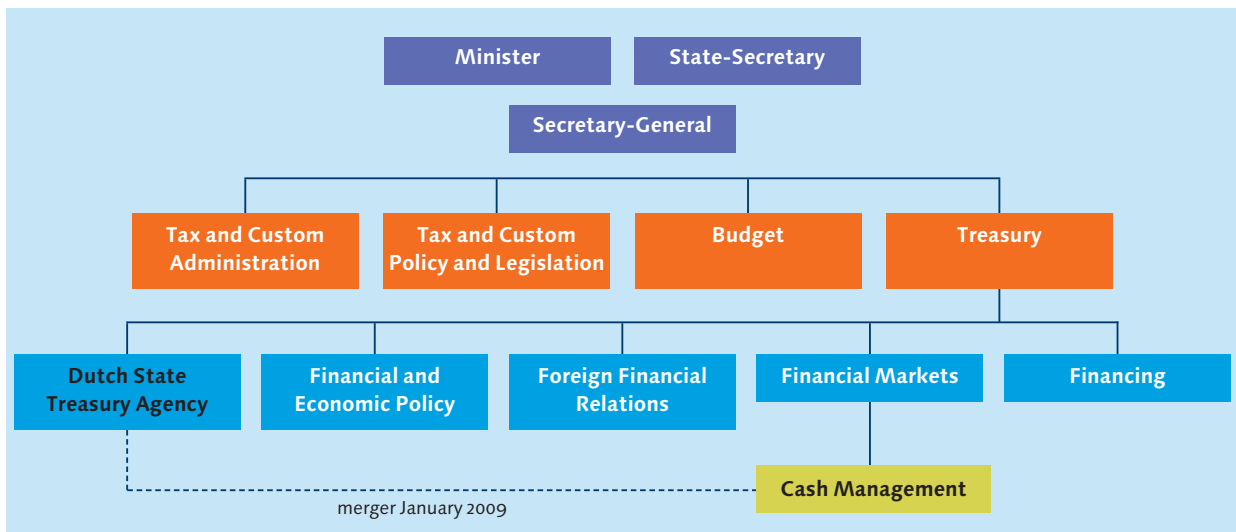 Minister
State-Secretary
Secretary-General
Tax and Custom
Administration
Tax and Custom
Policy and Legislation
Budget
Treasury
Dutch State
Treasury Agency
Financial and
Economic Policy
Foreign Financial
Relations
Financial Markets
Financing
Cash Management
merger January 2009